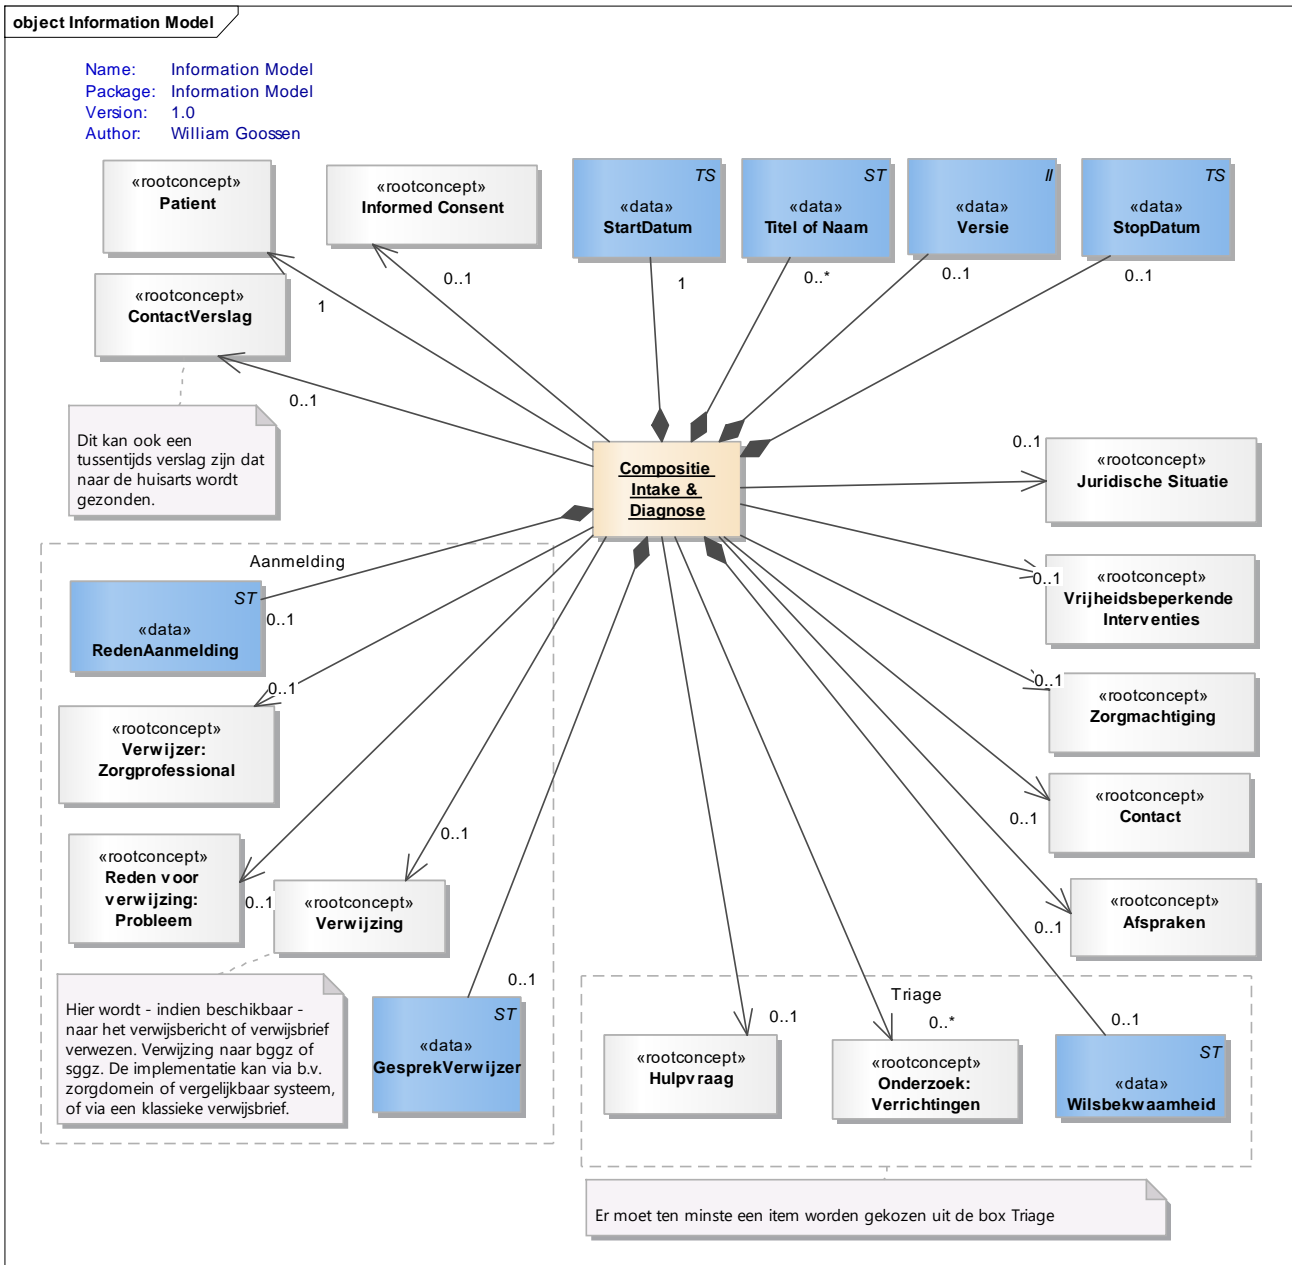 object Information Model
Name: Information Model
Package: Information Model
Version: 1.0
Author: William Goossen
«rootconcept»
Patient
«rootconcept»
Informed Consent
TS
«data»
StartDatum
ST
«data»
Titel of Naam
II
«data»
Versie
TS
«data»
StopDatum
1
0..1
1
0..*
0..1
0..1
«rootconcept»
ContactVerslag
0..1
Dit kan ook een
tussentijds verslag zijn dat
naar de huisarts wordt
gezonden.
Compositie
Intake &
Diagnose
0..1
«rootconcept»
Juridische Situatie
0..1
«rootconcept»
Vrijheidsbeperkende
Interventies
0..1
«rootconcept»
Zorgmachtiging
0..1
«rootconcept»
Contact
0..1
«rootconcept»
Afspraken
Aanmelding
ST
«data»
RedenAanmelding
0..1
0..1
«rootconcept»
Verwijzer:
Zorgprofessional
«rootconcept»
Reden voor
verwijzing:
Probleem
0..1
0..1
«rootconcept»
Verwijzing
Hier wordt - indien beschikbaar -
naar het verwijsbericht of verwijsbrief
verwezen. Verwijzing naar bggz of
sggz. De implementatie kan via b.v.
zorgdomein of vergelijkbaar systeem,
of via een klassieke verwijsbrief.
0..1
ST
«data»
GesprekVerwijzer
Triage
0..1
«rootconcept»
Hulpvraag
0..*
«rootconcept»
Onderzoek:
Verrichtingen
0..1
ST
«data»
Wilsbekwaamheid
Er moet ten minste een item worden gekozen uit de box Triage